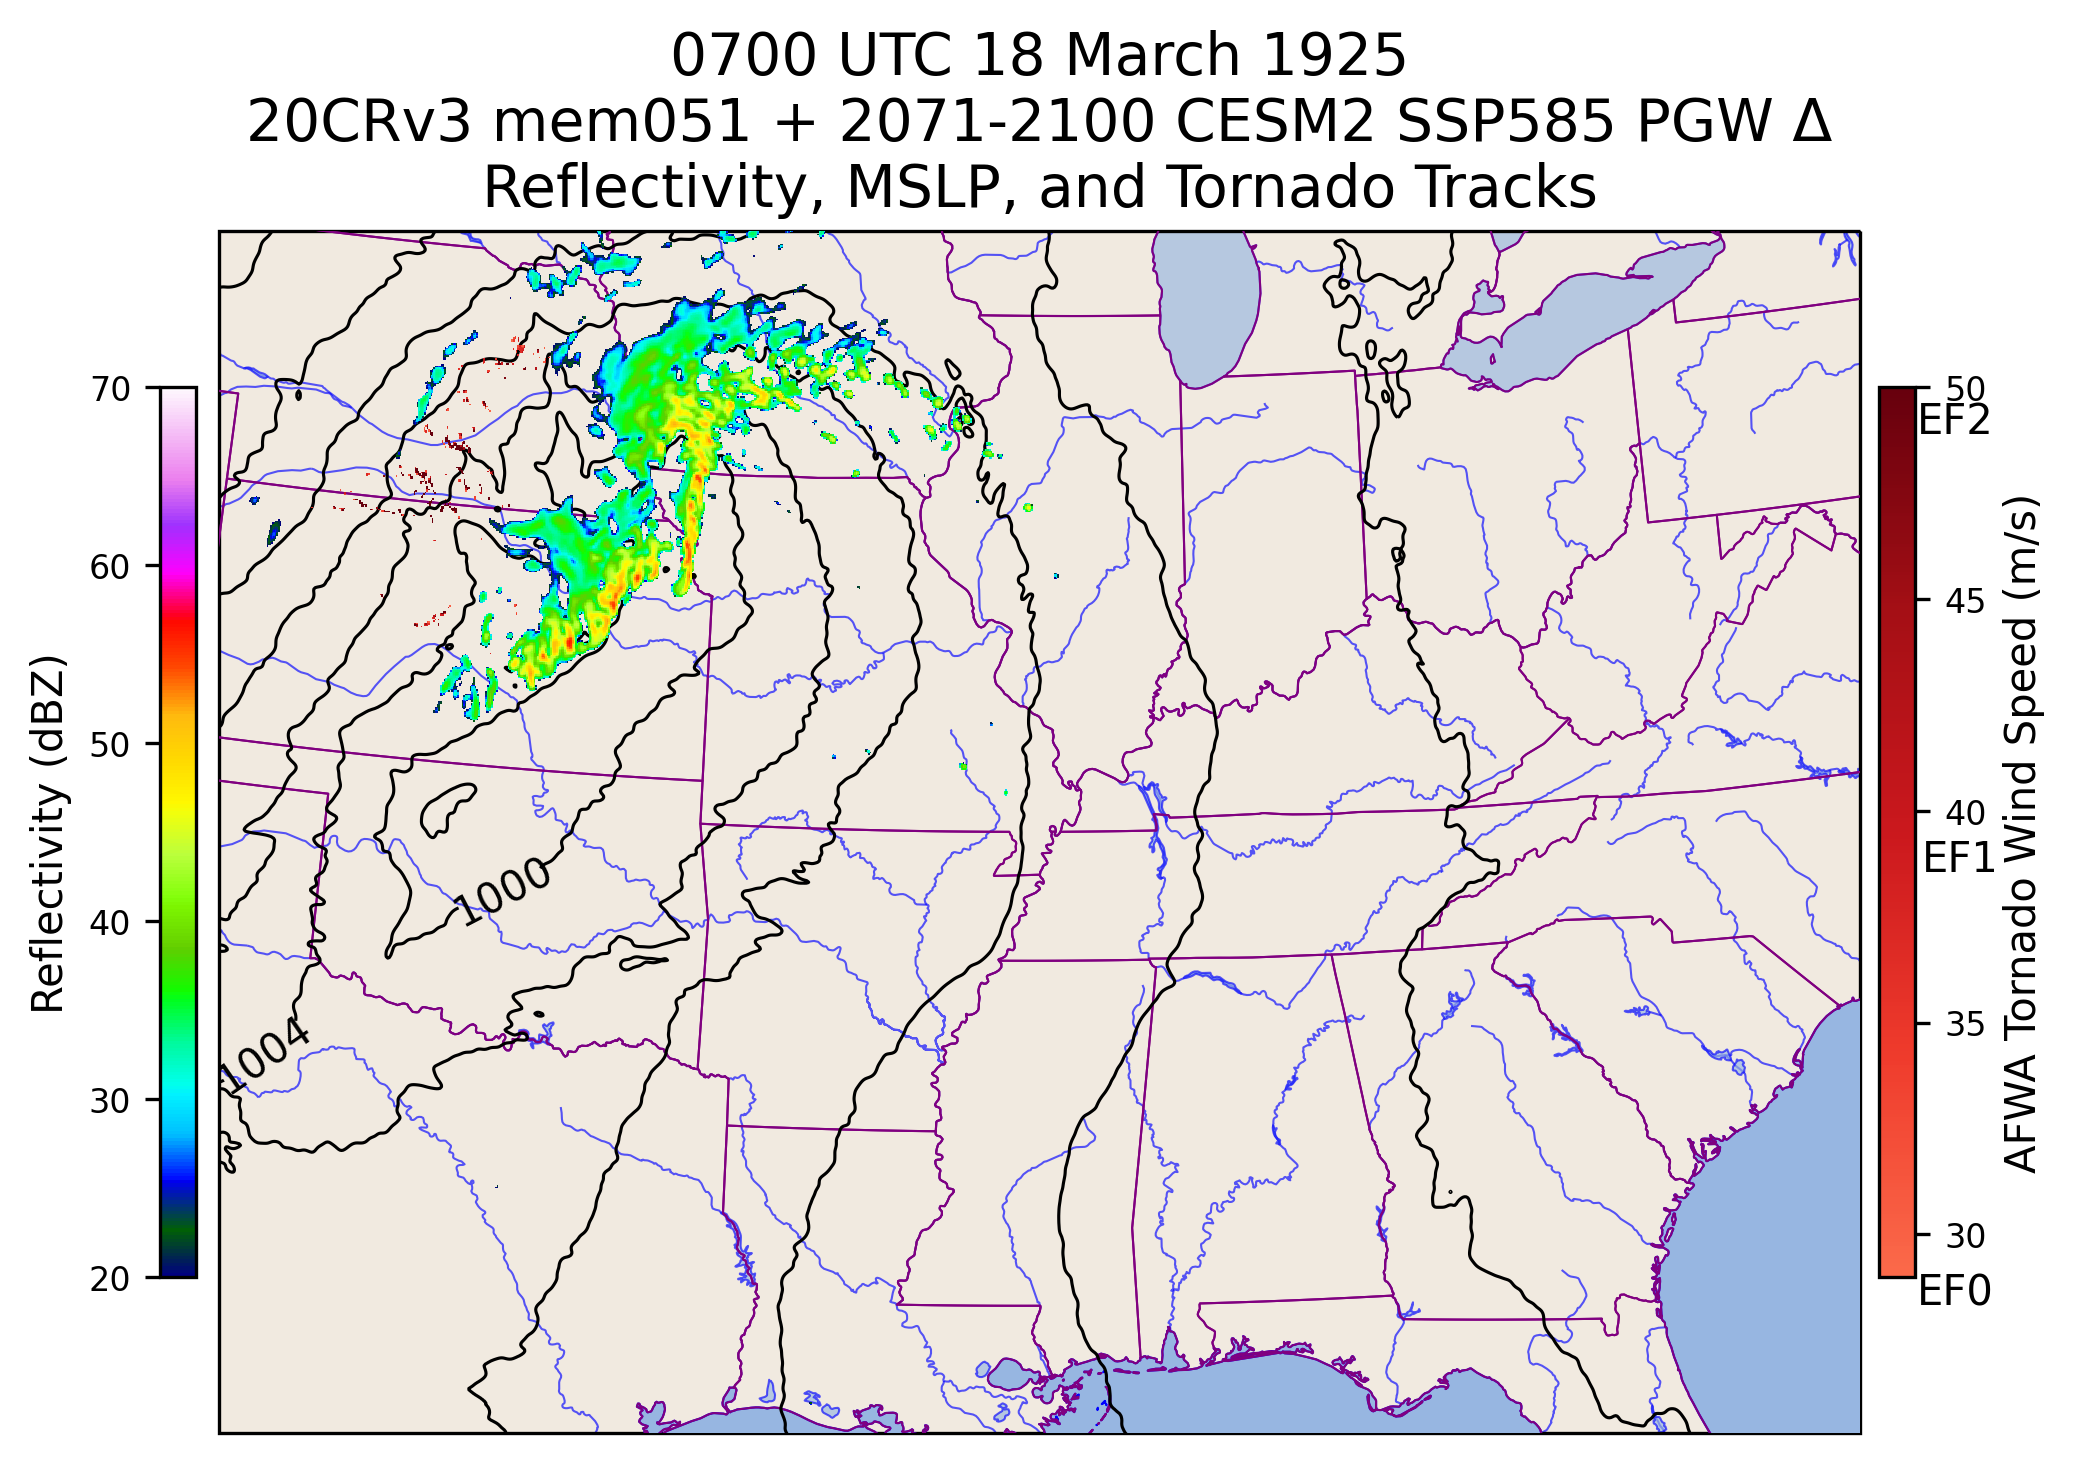 0700 UTC 18 March 1925
20CRv3 mem051 + 2071-2100 CESM2 SSP585 PGW Δ
Reflectivity, MSLP, and Tornado Tracks
70
60
50
40
30
20
Reflectivity (dBZ)
1000
1004
50
EF2
45
40
EF1
35
30
EF0
AFWA Tornado Wind Speed (m/s)